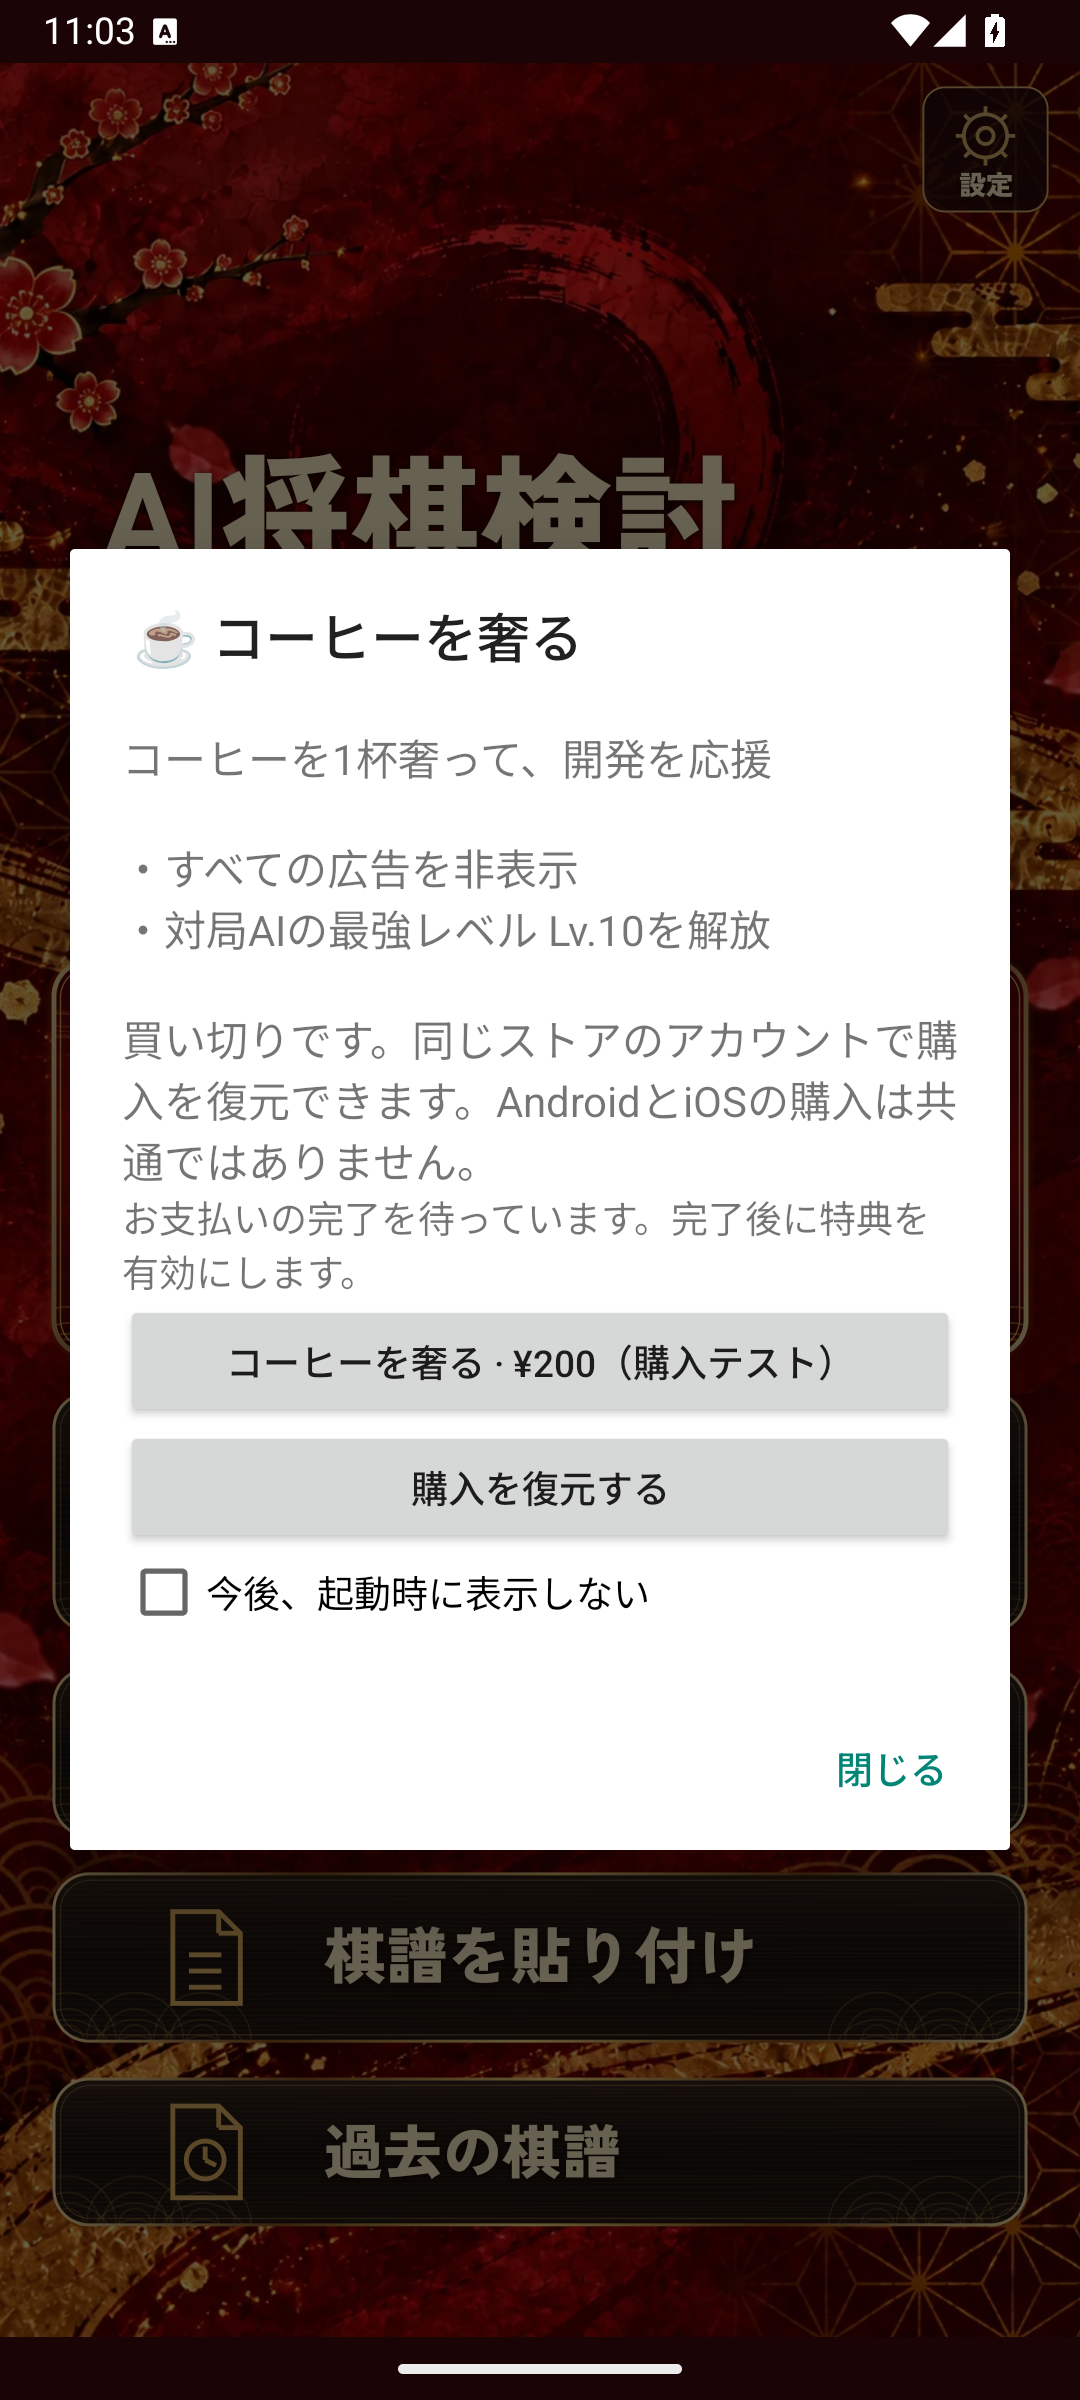 11:03
設定
AI将棋検討
☕ コーヒーを奢る
コーヒーを1杯奢って、開発を応援
・すべての広告を非表示
・対局AIの最強レベル Lv.10を解放
買い切りです。同じストアのアカウントで購
入を復元できます。AndroidとiOSの購入は共
通ではありません。
お支払いの完了を待っています。完了後に特典を
有効にします。
コーヒーを奢る · ¥200（購入テスト）
購入を復元する
今後、起動時に表示しない
閉じる
棋譜を貼り付け
過去の棋譜